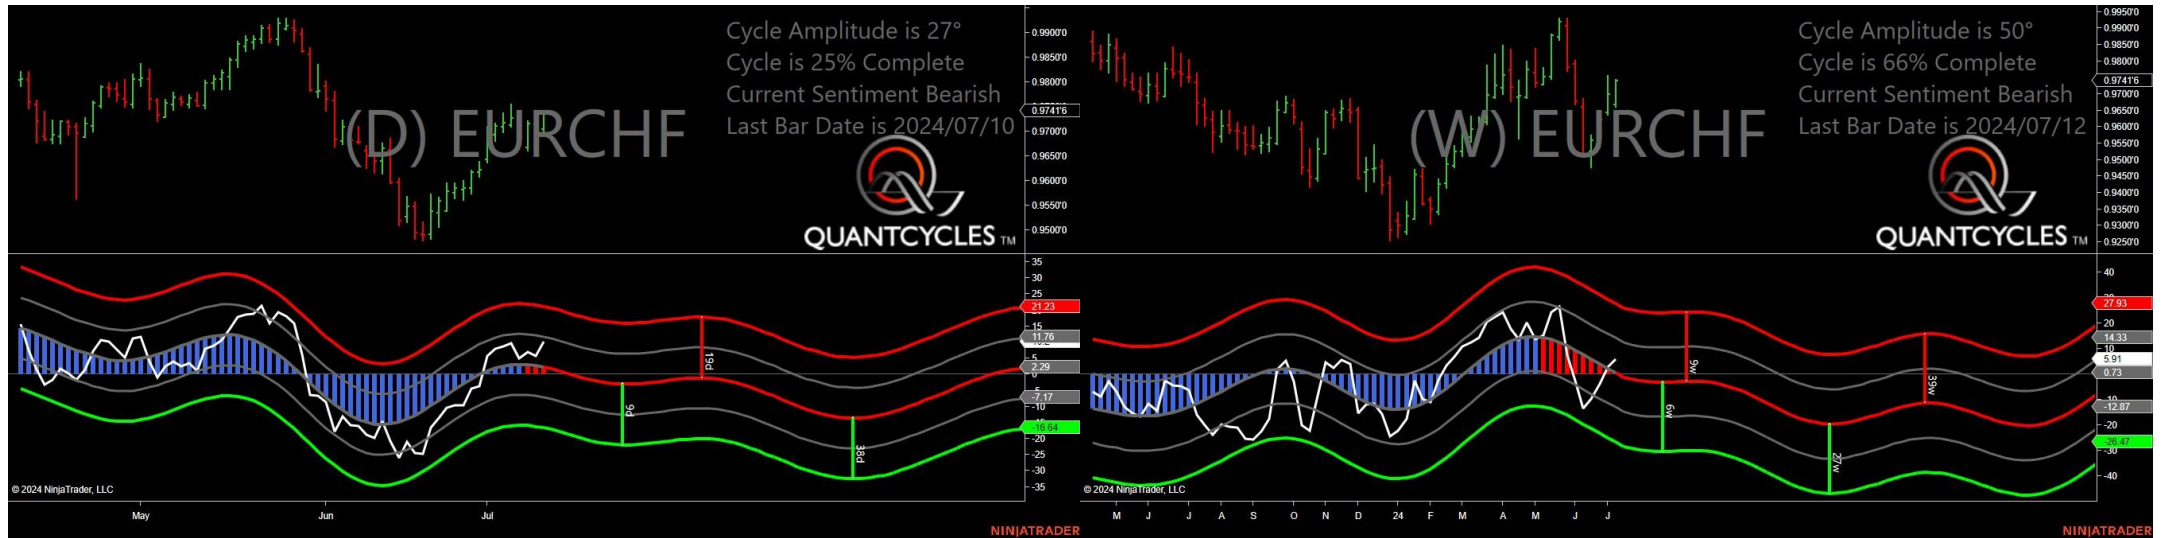 Cycle Amplitude is 27°
Cycle is 25% Complete
Current Sentiment Bearish
Last Bar Date is 2024/07/10
(D) EURCHF
QUANTCYCLES TM
0.9900'0
0.9850'0
0.9800'0
0.9741'6
0.9700'0
0.9650'0
0.9600'0
0.9550'0
0.9500'0
35
30
25
21.23
15
11.76
5
2.29
0
-5
-7.17
-10
-16.64
-20
-25
-30
-35
9d
19d
38d
© 2024 NinjaTrader, LLC
May Jun Jul
NINJATRADER
Cycle Amplitude is 50°
Cycle is 66% Complete
Current Sentiment Bearish
Last Bar Date is 2024/07/12
(W) EURCHF
QUANTCYCLES TM
0.9950'0
0.9900'0
0.9850'0
0.9800'0
0.9741'6
0.9700'0
0.9650'0
0.9600'0
0.9550'0
0.9500'0
0.9450'0
0.9400'0
0.9350'0
0.9300'0
0.9250'0
40
27.93
20
14.33
10
5.91
0.73
-10
-12.87
-20
-26.47
-30
-40
6w
9w
27w
39w
© 2024 NinjaTrader, LLC
M J J A S O N D 24 F M A M J J
NINJATRADER